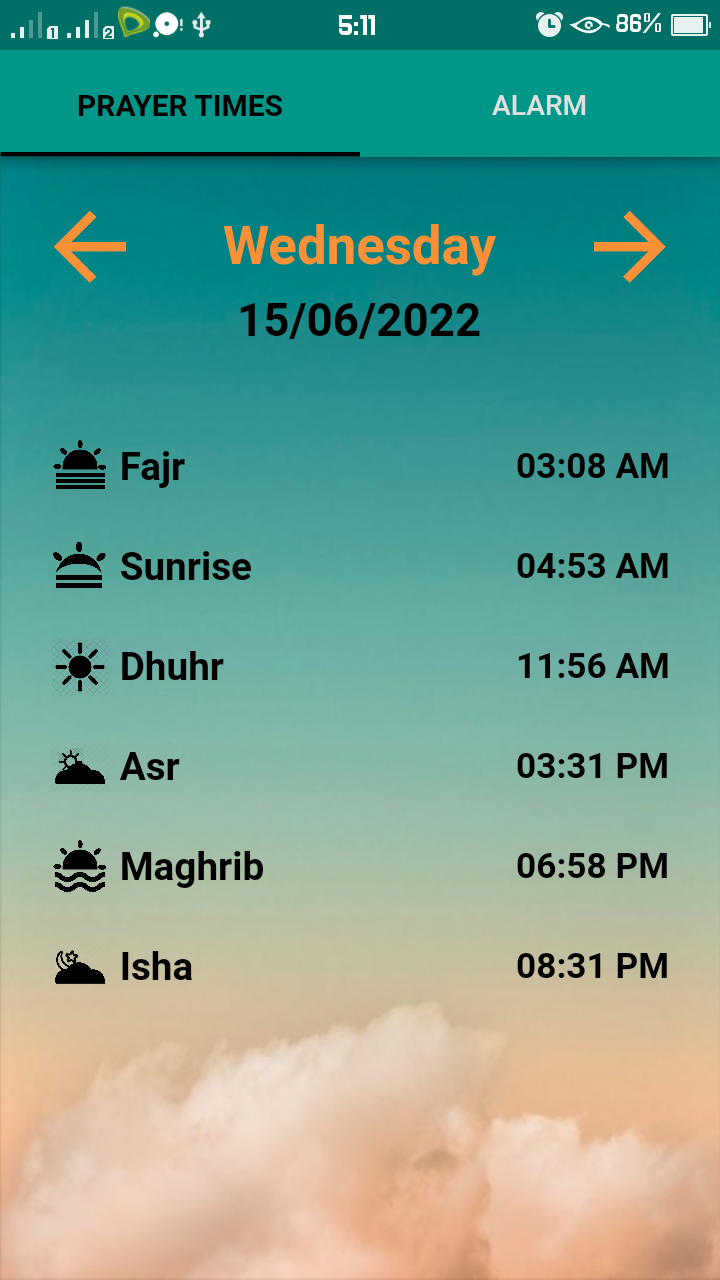 1 2 ! 5:11 86%
PRAYER TIMES ALARM
Wednesday
15/06/2022
Fajr 03:08 AM
Sunrise 04:53 AM
Dhuhr 11:56 AM
Asr 03:31 PM
Maghrib 06:58 PM
Isha 08:31 PM